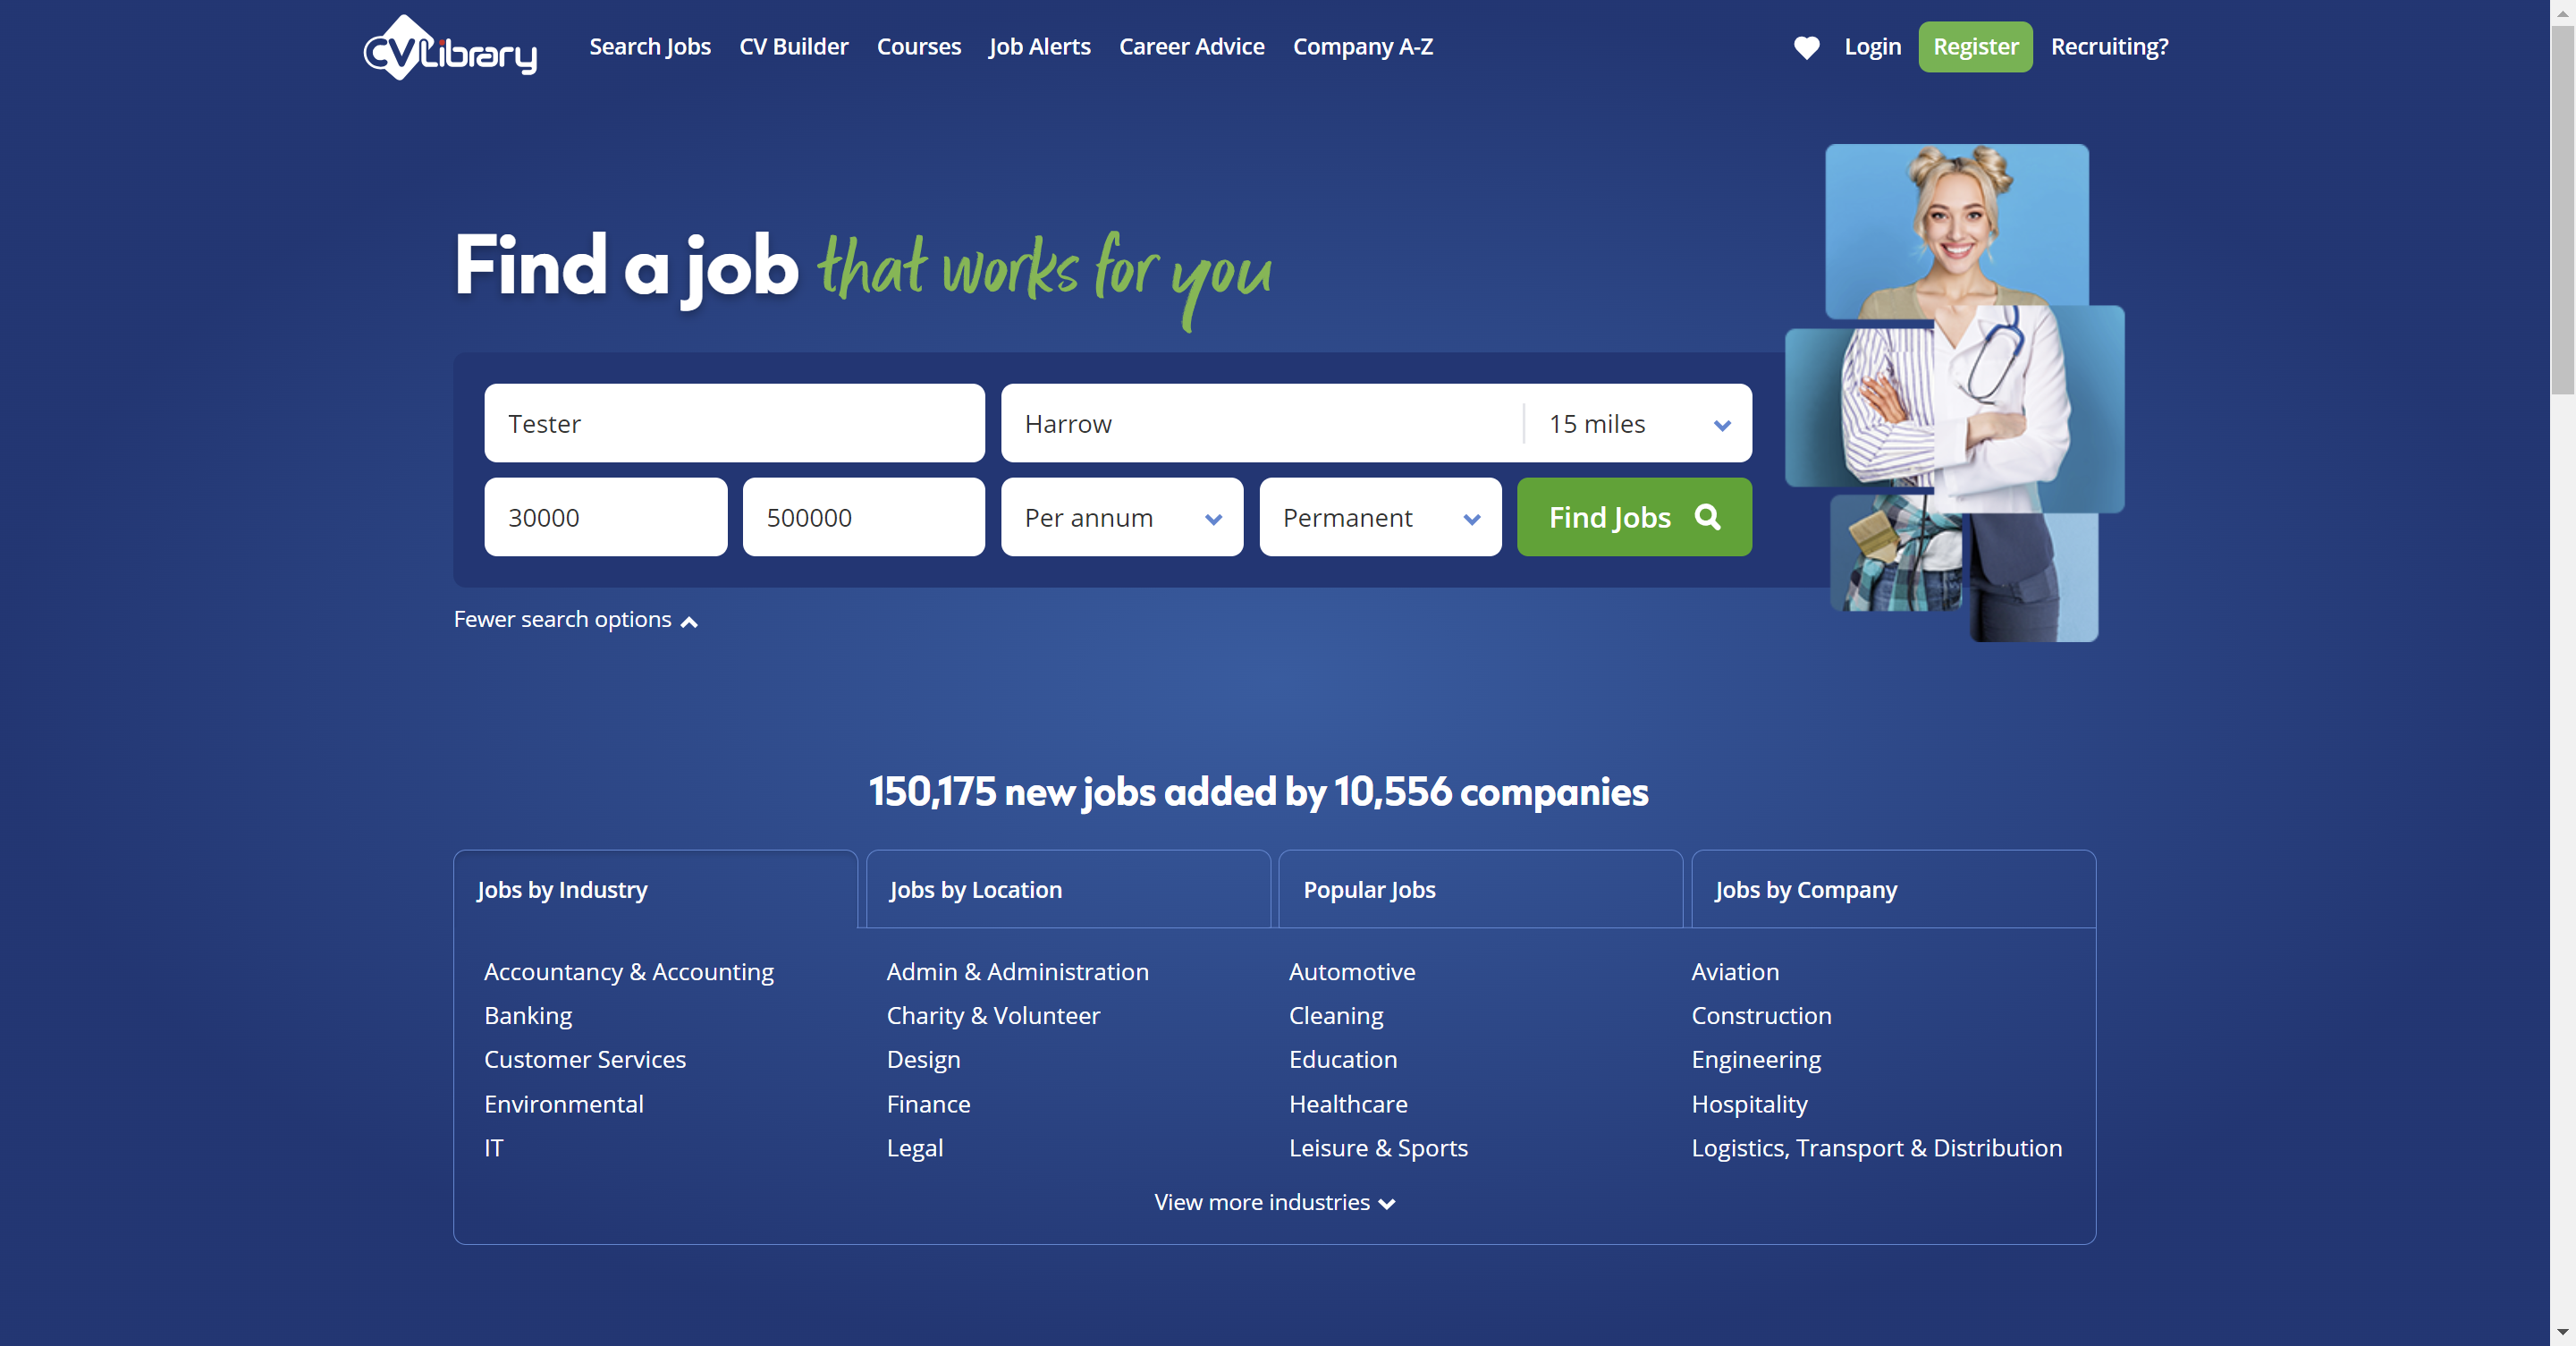 CVLibrary
Search Jobs CV Builder Courses Job Alerts Career Advice Company A-Z Login Register Recruiting?
Find a job that works for you
Tester Harrow 15 miles
30000 500000 Per annum Permanent Find Jobs
Fewer search options
150,175 new jobs added by 10,556 companies
Jobs by Industry Jobs by Location Popular Jobs Jobs by Company
Accountancy & Accounting Admin & Administration Automotive Aviation
Banking Charity & Volunteer Cleaning Construction
Customer Services Design Education Engineering
Environmental Finance Healthcare Hospitality
IT Legal Leisure & Sports Logistics, Transport & Distribution
View more industries